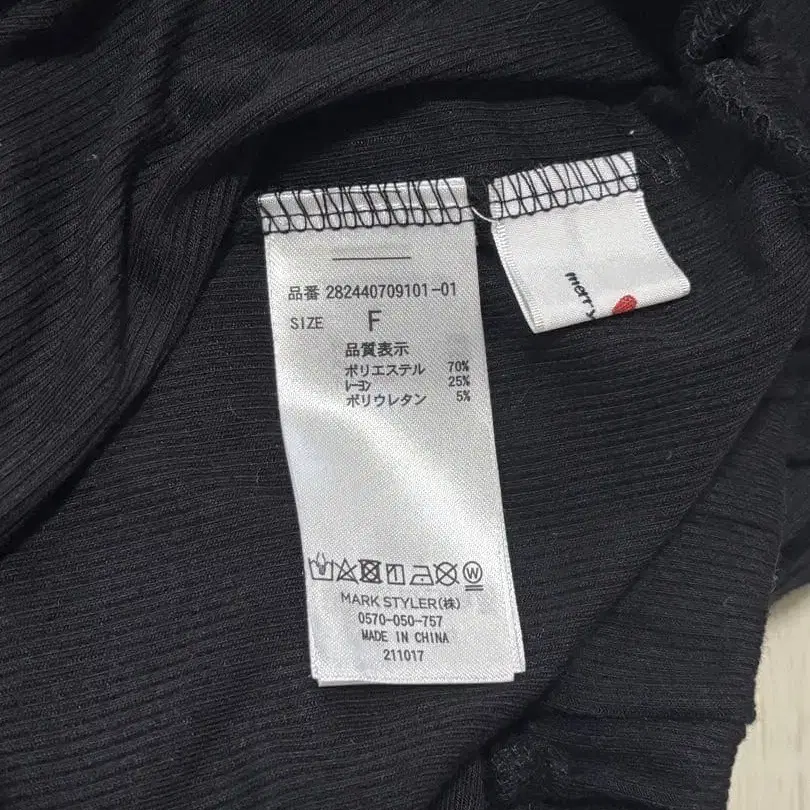 品番 282440709101-01
SIZE F
品質表示
ポリエステル 70%
レーヨン 25%
ポリウレタン 5%
MARK STYLER(株)
0570-050-757
MADE IN CHINA
211017
merry